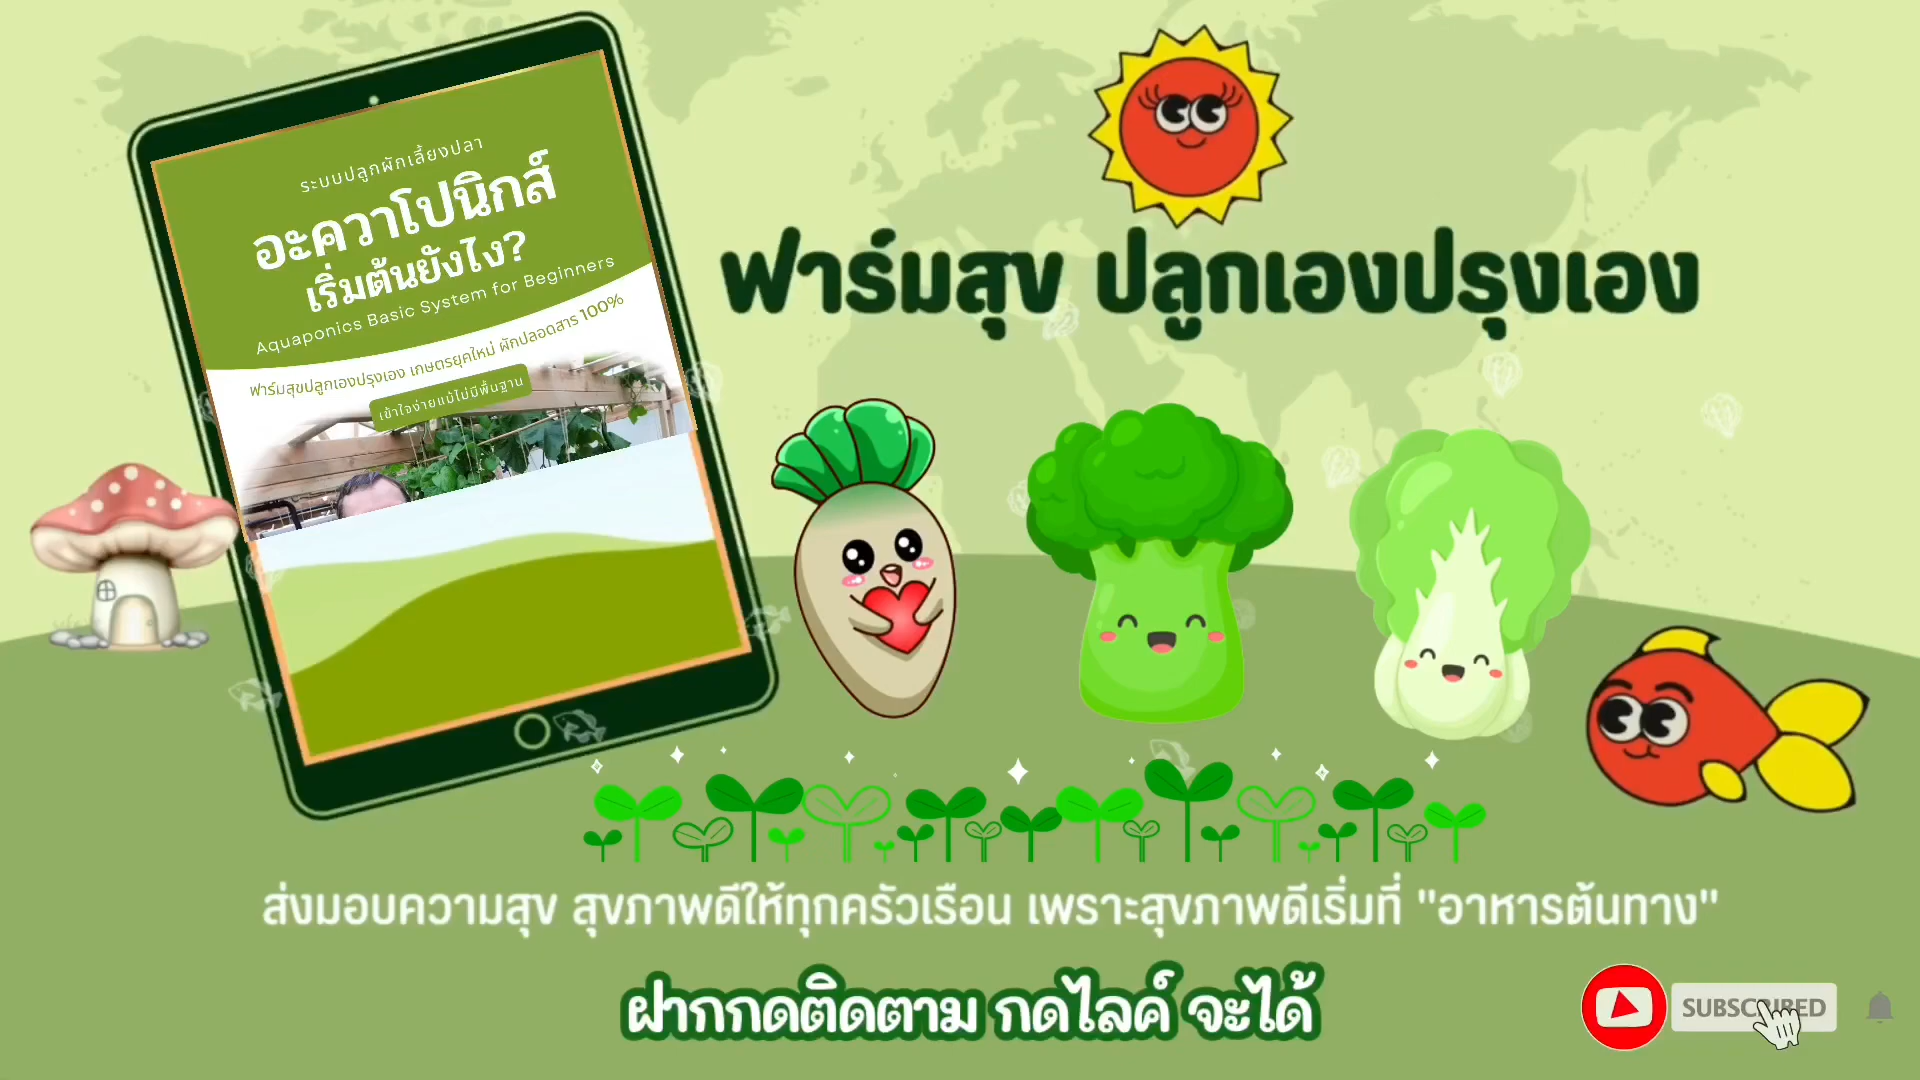 ระบบปลูกผักเลี้ยงปลา
อะควาโปนิกส์
เริ่มต้นยังไง?
Aquaponics Basic System for Beginners
ฟาร์มสุขปลูกเองปรุงเอง เกษตรยุคใหม่ ผักปลอดสาร 100%
เข้าใจง่ายแม้ไม่มีพื้นฐาน
ฟาร์มสุข ปลูกเองปรุงเอง
ส่งมอบความสุข สุขภาพดีให้ทุกครัวเรือน เพราะสุขภาพดีเริ่มที่ "อาหารต้นทาง"
ฝากกดติดตาม กดไลค์ จะได้
SUBSCRIBED